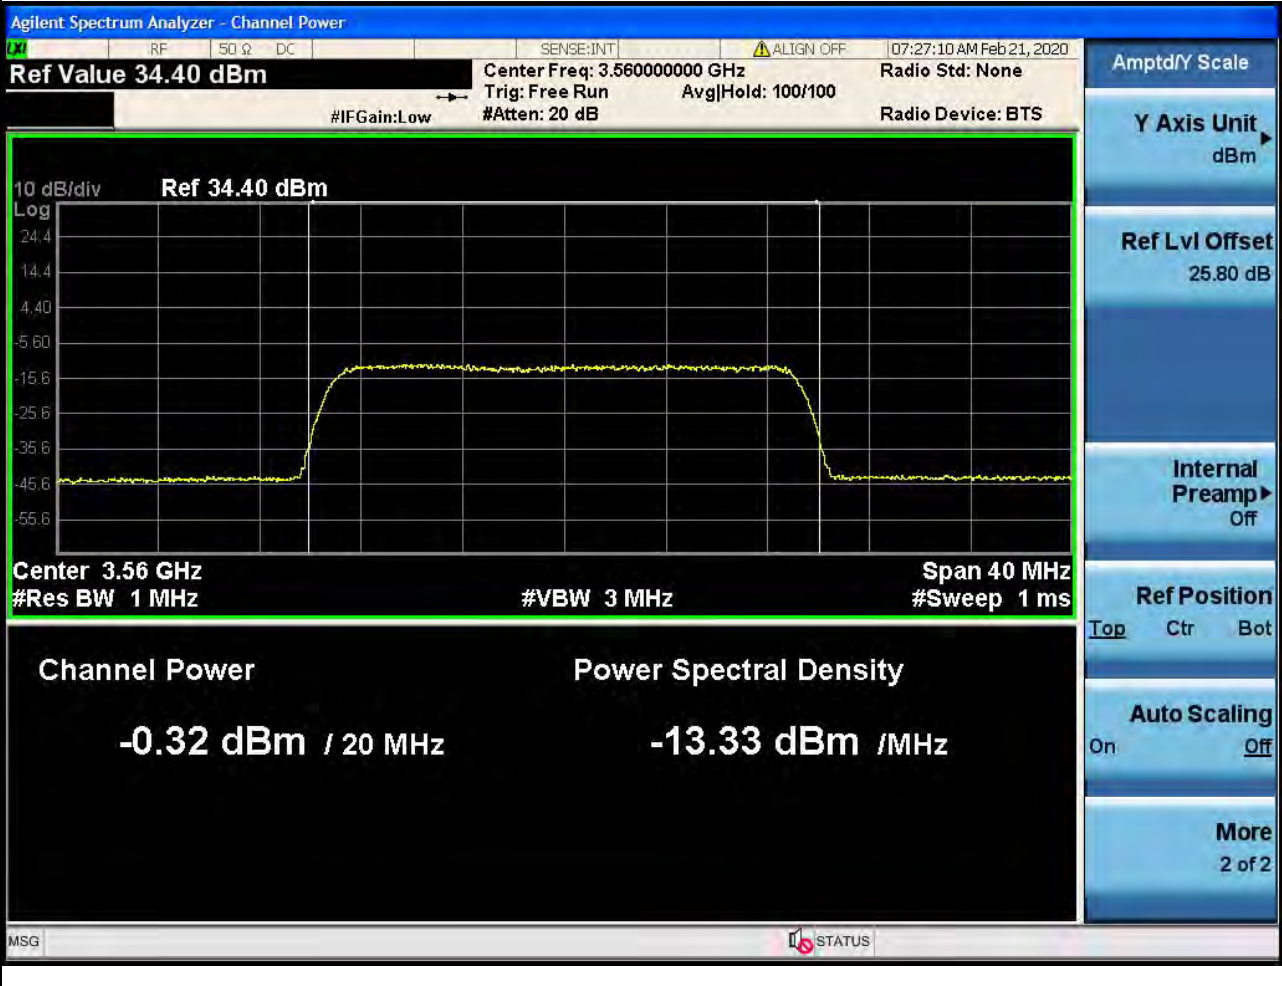 Agilent Spectrum Analyzer - Channel Power
LXI RF 50 Ω DC SENSE:INT ALIGN OFF 07:27:10 AM Feb 21, 2020
Ref Value 34.40 dBm
Center Freq: 3.560000000 GHz
Radio Std: None
Trig: Free Run Avg|Hold: 100/100
#IFGain:Low #Atten: 20 dB Radio Device: BTS
10 dB/div Ref 34.40 dBm
Log
24.4
14.4
4.40
-5.60
-15.6
-25.6
-35.6
-45.6
-55.6
Center 3.56 GHz Span 40 MHz
#Res BW 1 MHz #VBW 3 MHz #Sweep 1 ms
Channel Power Power Spectral Density
-0.32 dBm / 20 MHz -13.33 dBm /MHz
MSG STATUS
Amptd/Y Scale
Y Axis Unit
dBm
Ref Lvl Offset
25.80 dB
Internal
Preamp
Off
Ref Position
Top Ctr Bot
Auto Scaling
On Off
More
2 of 2